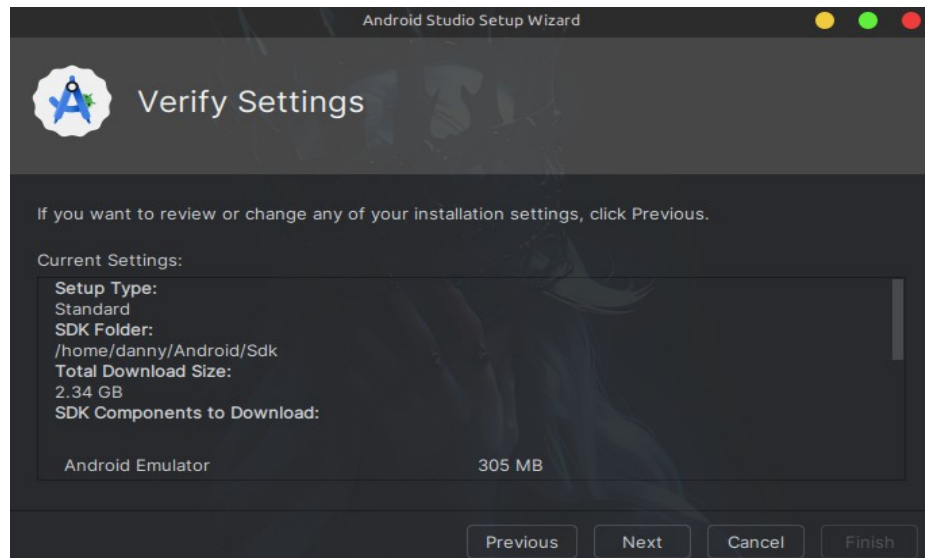 Android Studio Setup Wizard
Verify Settings
If you want to review or change any of your installation settings, click Previous.
Current Settings:
Setup Type:
Standard
SDK Folder:
/home/danny/Android/Sdk
Total Download Size:
2.34 GB
SDK Components to Download:
Android Emulator 305 MB
Previous Next Cancel Finish